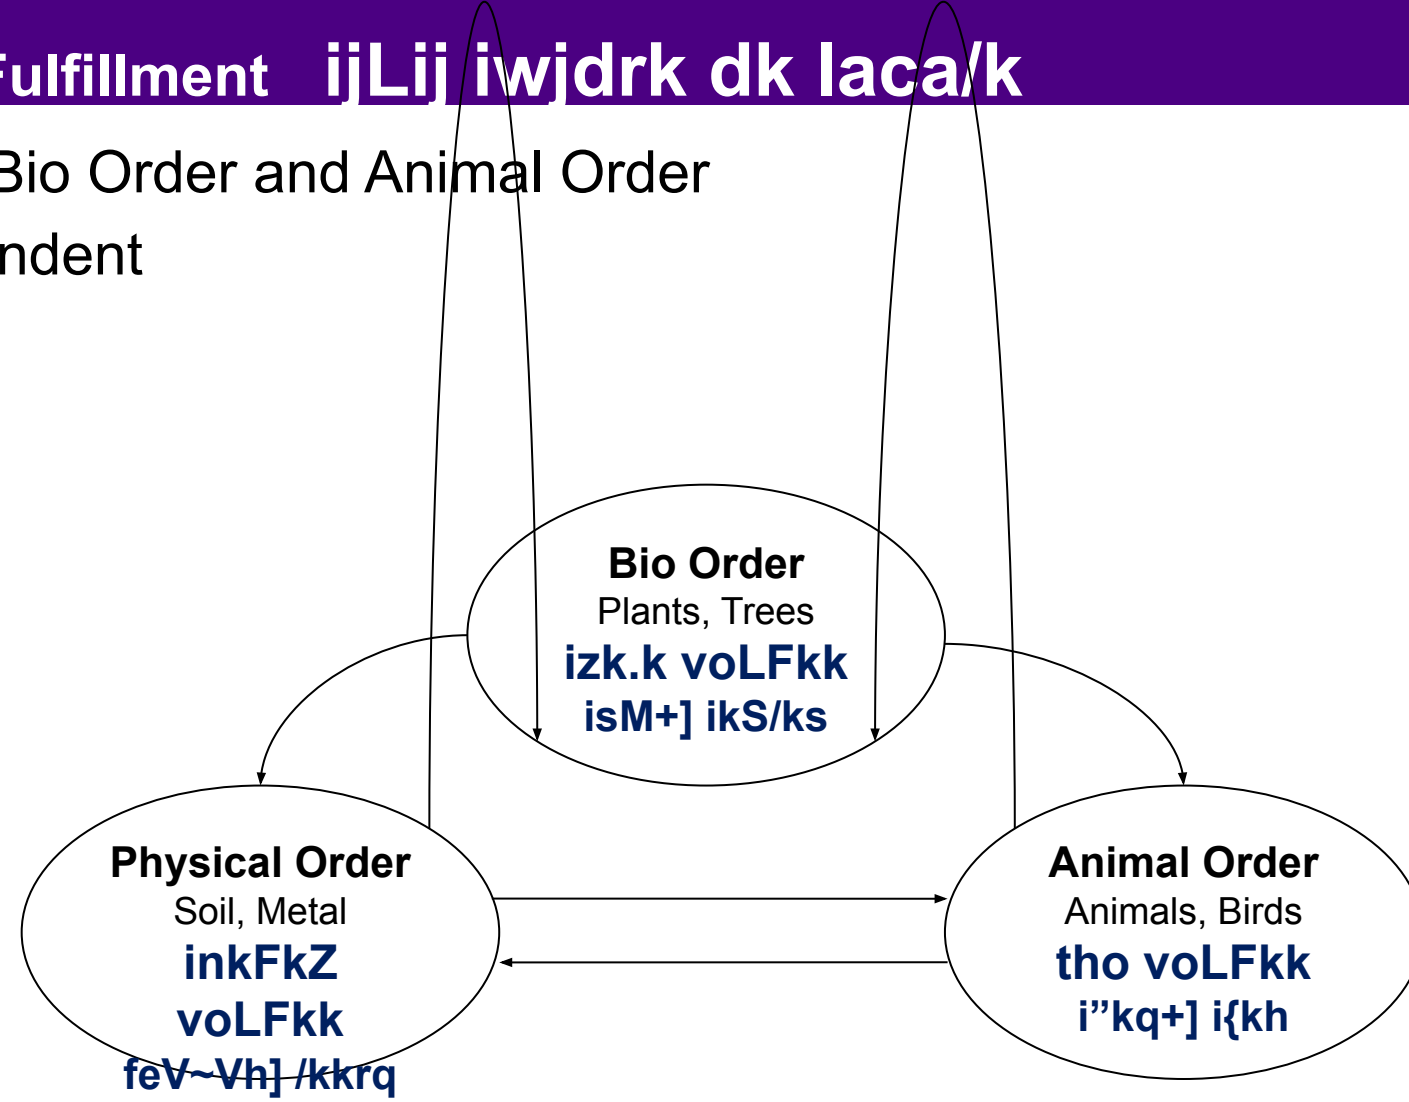 Fulfillment ijLij iwjdrk dk laca/k
Bio Order and Animal Order
ndent
Bio Order
Plants, Trees
izk.k voLFkk
isM+] ikS/ks
Physical Order
Soil, Metal
inkFkZ
voLFkk
feV~Vh] /kkrq
Animal Order
Animals, Birds
tho voLFkk
i”kq+] i{kh